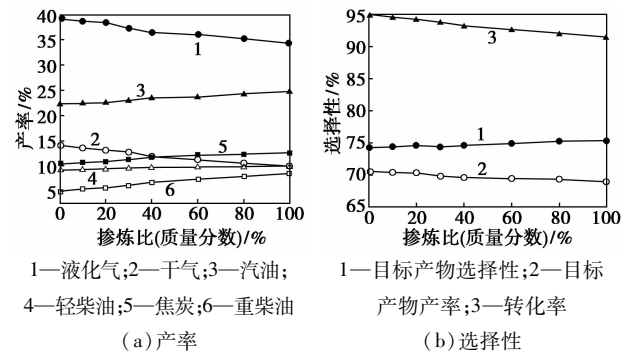 40
35
30
25
20
15
10
5
产率/%
1
3
2
5
4
6
0 20 40 60 80 100
掺炼比(质量分数)/%
1—液化气;2—干气;3—汽油;
4—轻柴油;5—焦炭;6—重柴油
(a)产率
95
90
85
80
75
70
65
选择性/%
3
1
2
0 20 40 60 80 100
掺炼比(质量分数)/%
1—目标产物选择性;2—目标
产物产率;3—转化率
(b)选择性